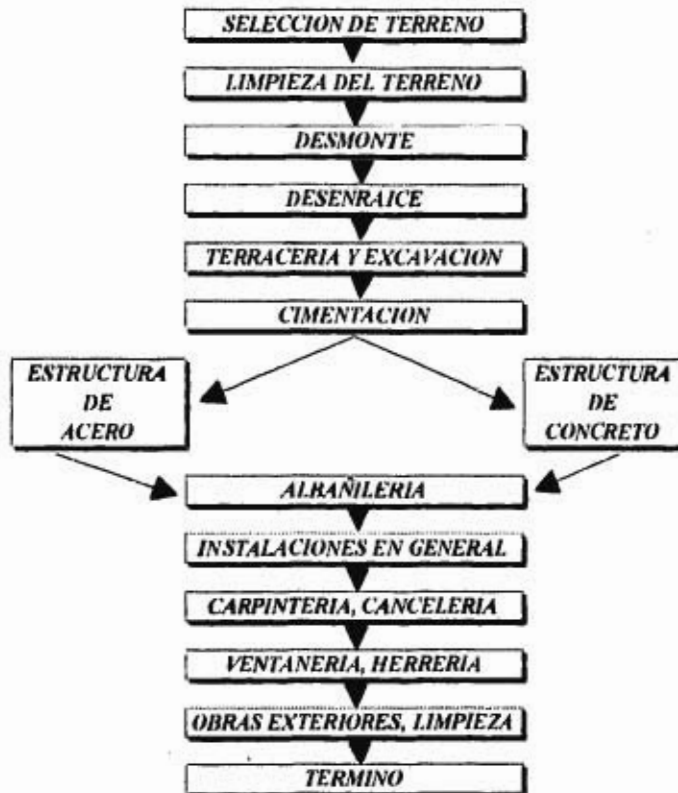 SELECCION DE TERRENO
LIMPIEZA DEL TERRENO
DESMONTE
DESENRAICE
TERRACERIA Y EXCAVACION
CIMENTACION
ESTRUCTURA
DE
ACERO
ESTRUCTURA
DE
CONCRETO
ALBAÑILERIA
INSTALACIONES EN GENERAL
CARPINTERIA, CANCELERIA
VENTANERIA, HERRERIA
OBRAS EXTERIORES, LIMPIEZA
TERMINO